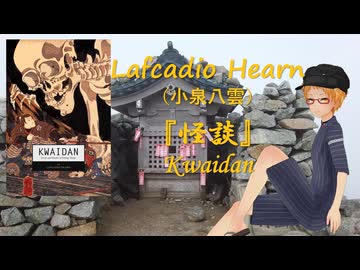 Lafcadio Hearn
(小泉八雲)
『怪談』
Kwaidan
KWAIDAN